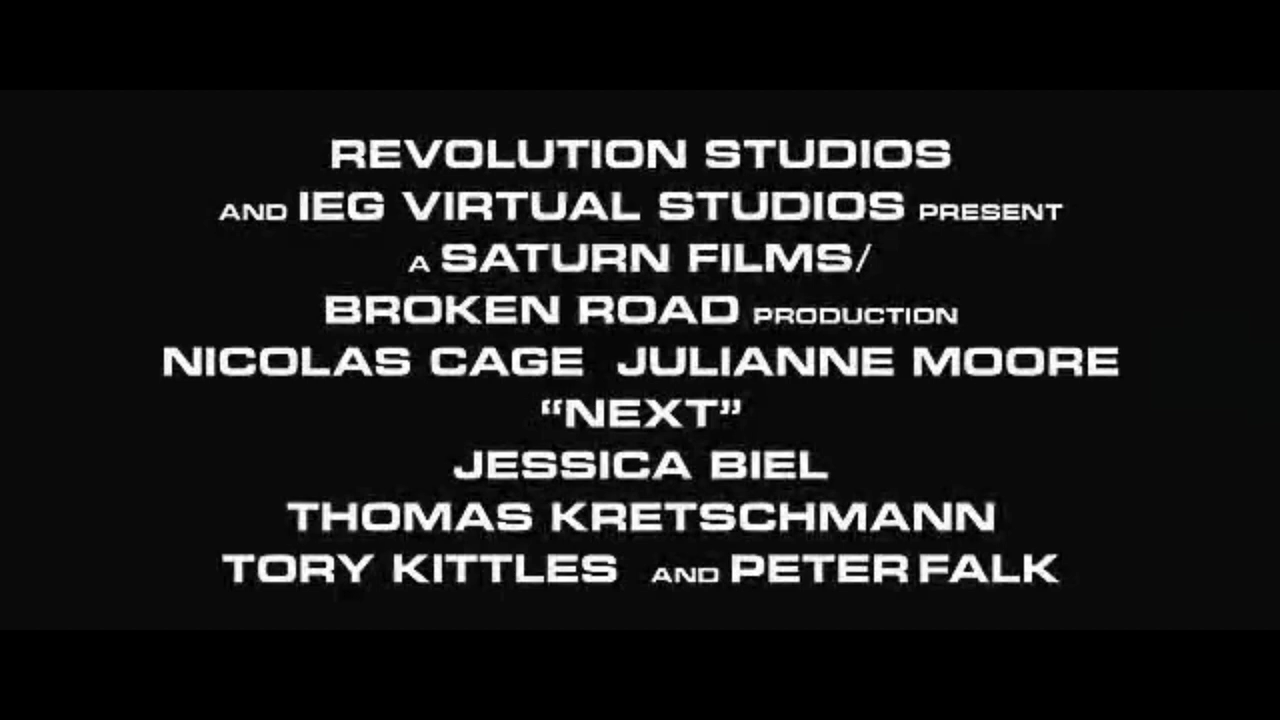 REVOLUTION STUDIOS
AND IEG VIRTUAL STUDIOS PRESENT
A SATURN FILMS/
BROKEN ROAD PRODUCTION
NICOLAS CAGE JULIANNE MOORE
“NEXT”
JESSICA BIEL
THOMAS KRETSCHMANN
TORY KITTLES AND PETER FALK